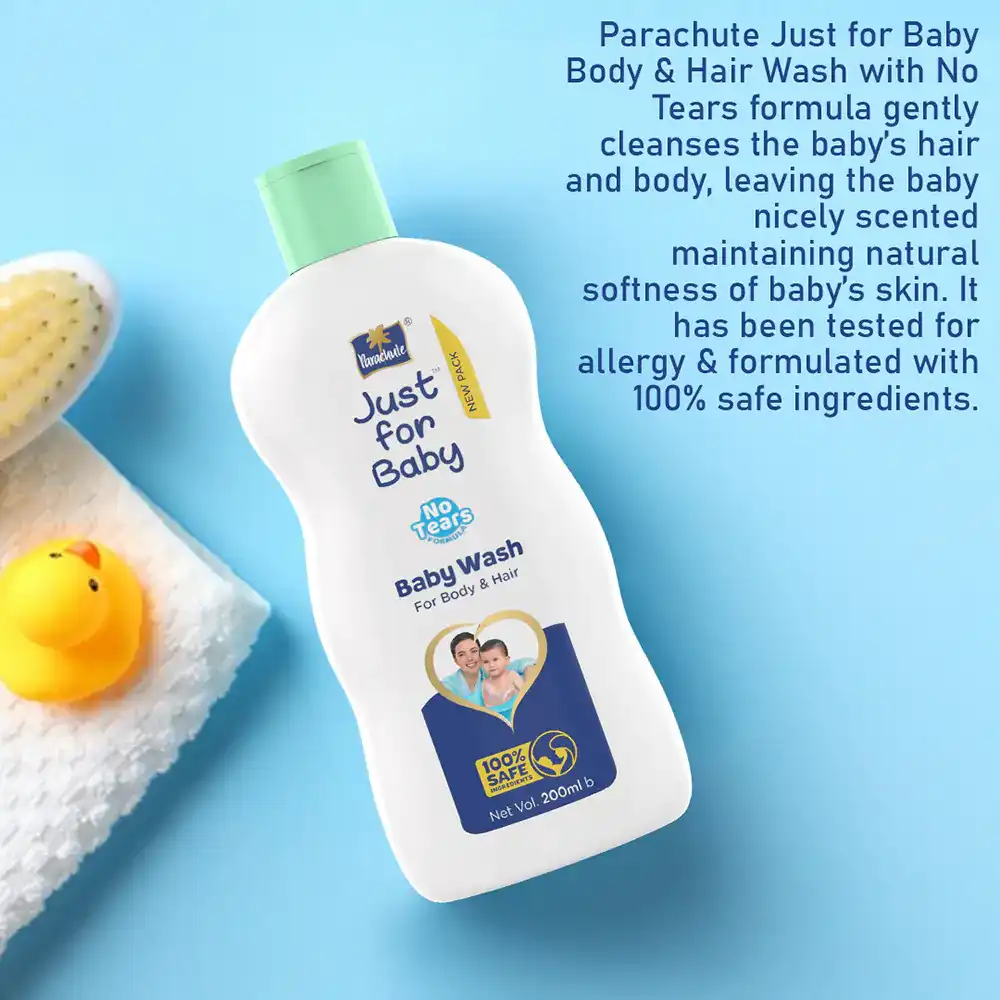 Parachute Just for Baby
Body & Hair Wash with No
Tears formula gently
cleanses the baby's hair
and body, leaving the baby
nicely scented
maintaining natural
softness of baby's skin. It
has been tested for
allergy & formulated with
100% safe ingredients.
Parachute®
NEW PACK
Just™
for
Baby
No
Tears
FORMULA
Baby Wash
For Body & Hair
100%
SAFE
INGREDIENTS
Net Vol. 200ml b